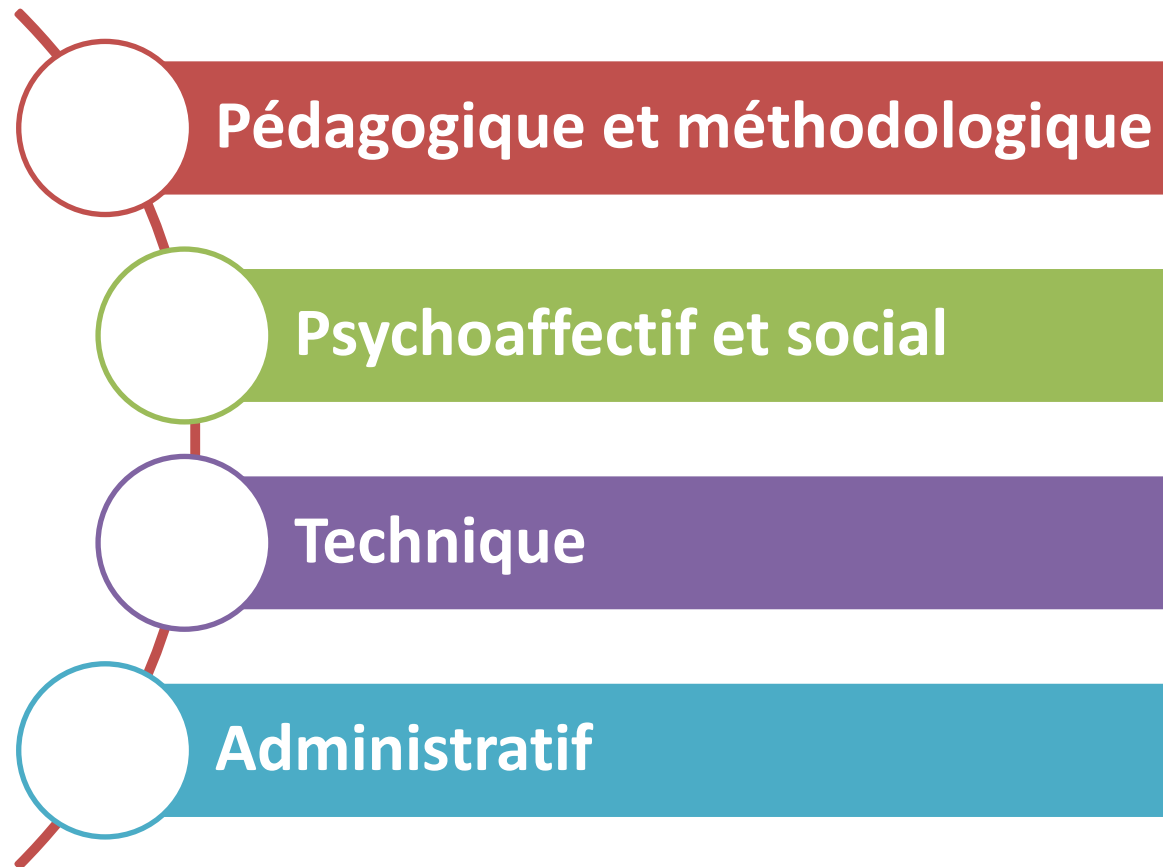 Pédagogique et méthodologique
Psychoaffectif et social
Technique
Administratif